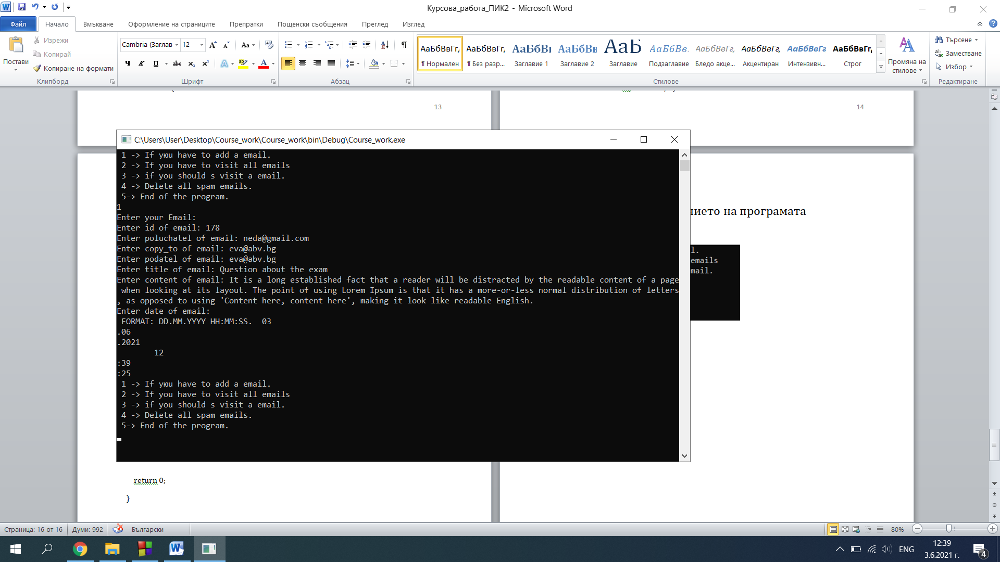 Курсова_работа_ПИК2 - Microsoft Word
Файл Начало Вмъкване Оформление на страниците Препратки Пощенски съобщения Преглед Изглед
Постави
Изрежи
Копирай
Копиране на формати
Клипборд
Cambria (Заглав 12
Шрифт
Абзац
АаБбВвГг, АаБбВвГг, АаБбВі АаБбВв АаБ АаБбВв. АаБбВвГг, АаБбВвГг, АаБбВвГг АаБбВвГг,
¶ Нормален ¶ Без разр... Заглавие 1 Заглавие 2 Заглавие Подзаглавие Бледо акце... Акцентиран Интензивн... Строг
Стилове
Промяна на стилове
Търсене
Заместване
Избор
Редактиране
13
14
C:\Users\User\Desktop\Course_work\Course_work\bin\Debug\Course_work.exe
1 -> If yюu have to add a email.
2 -> If you have to visit all emails
3 -> if you should s visit a email.
4 -> Delete all spam emails.
5-> End of the program.
1
Enter your Email:
Enter id of email: 178
Enter poluchatel of email: neda@gmail.com
Enter copy_to of email: eva@abv.bg
Enter podatel of email: eva@abv.bg
Enter title of email: Question about the exam
Enter content of email: It is a long established fact that a reader will be distracted by the readable content of a page
when looking at its layout. The point of using Lorem Ipsum is that it has a more-or-less normal distribution of letters
, as opposed to using 'Content here, content here', making it look like readable English.
Enter date of email:
FORMAT: DD.MM.YYYY HH:MM:SS.  03
.06
.2021
12
:39
:25
1 -> If yюu have to add a email.
2 -> If you have to visit all emails
3 -> if you should s visit a email.
4 -> Delete all spam emails.
5-> End of the program.
нието на програмата
l.
emails
mail.
return 0;
}
Страница: 16 от 16 Думи: 992 Български 80%
ENG
12:39
3.6.2021 г.
4